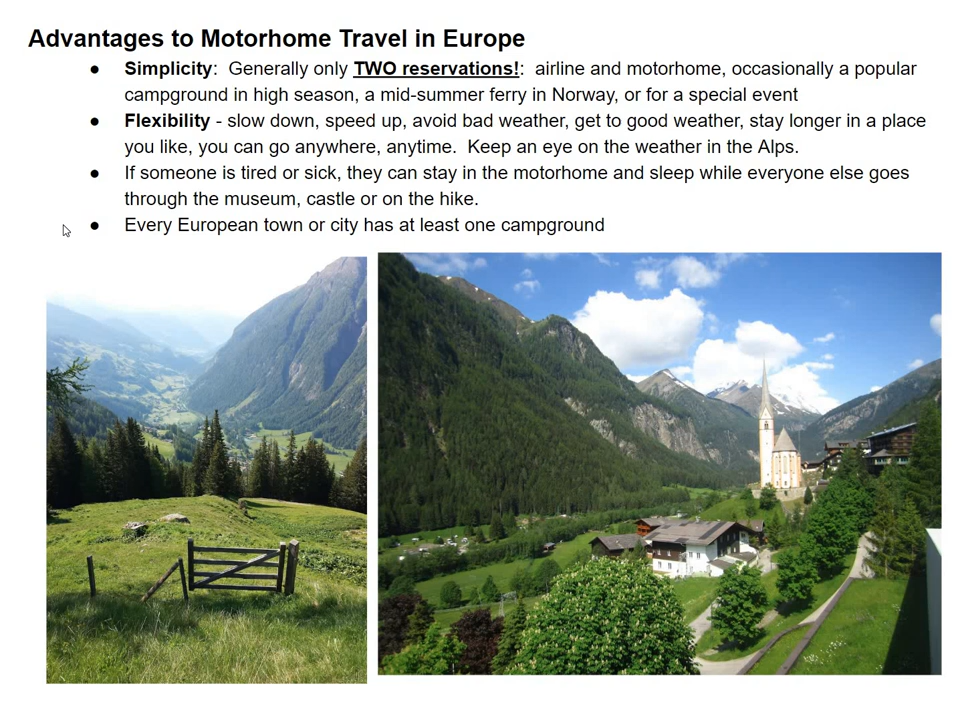 Advantages to Motorhome Travel in Europe
● Simplicity:  Generally only TWO reservations!:  airline and motorhome, occasionally a popular
campground in high season, a mid-summer ferry in Norway, or for a special event
● Flexibility - slow down, speed up, avoid bad weather, get to good weather, stay longer in a place
you like, you can go anywhere, anytime.  Keep an eye on the weather in the Alps.
● If someone is tired or sick, they can stay in the motorhome and sleep while everyone else goes
through the museum, castle or on the hike.
● Every European town or city has at least one campground